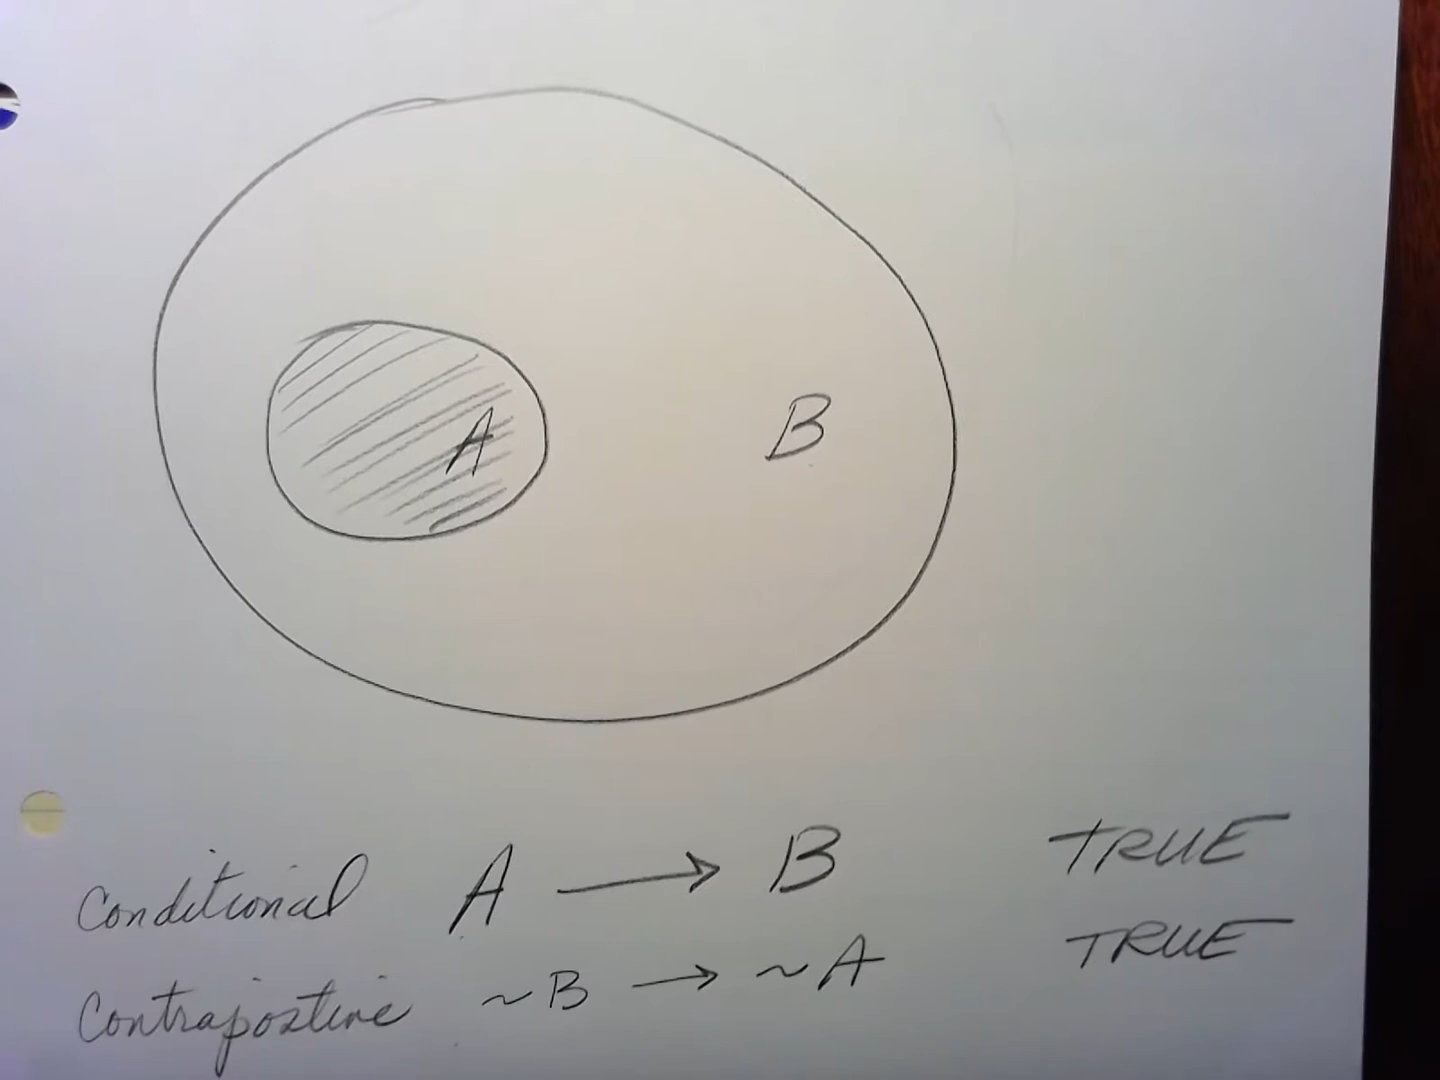 A
B
Conditional A → B TRUE
Contrapositive ~B → ~A TRUE